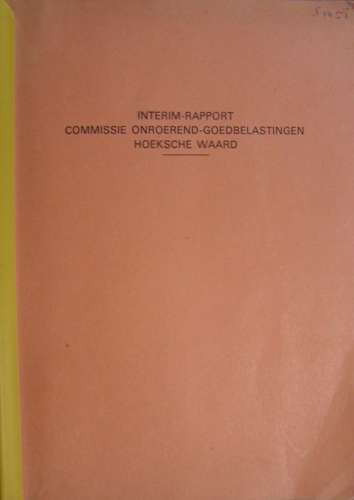 INTERIM-RAPPORT
COMMISSIE ONROEREND-GOEDBELASTINGEN
HOEKSCHE WAARD